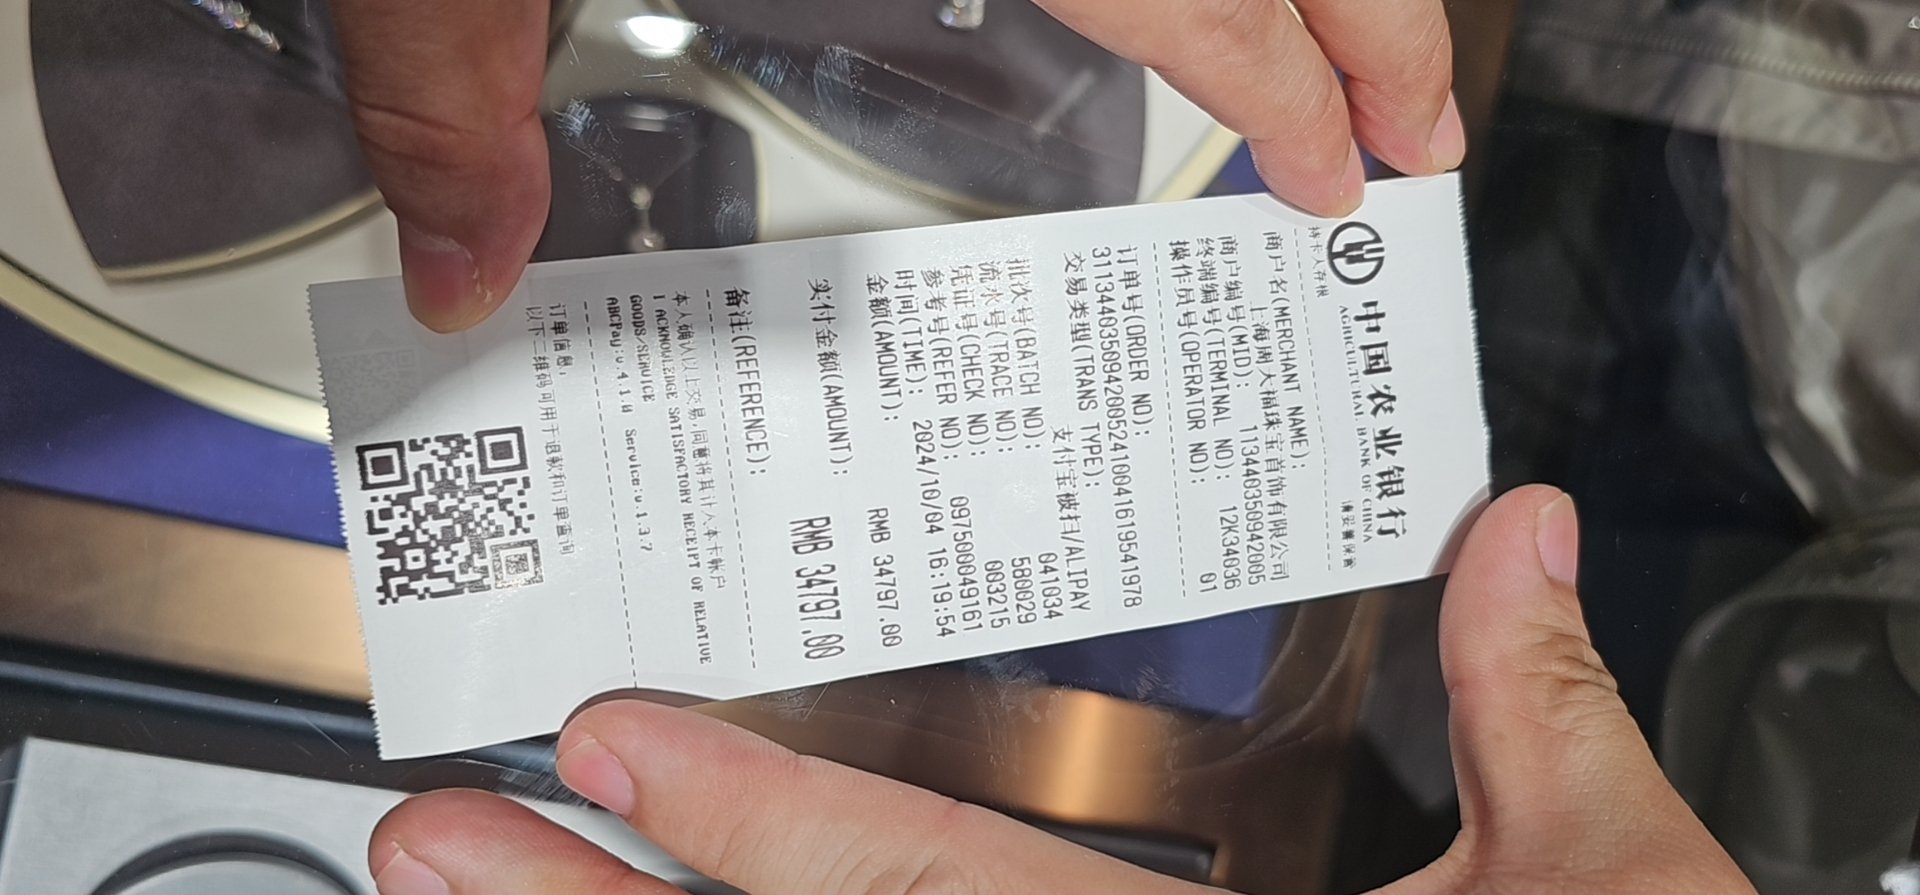 中国农业银行
AGRICULTURAL BANK OF CHINA
持卡人存根 请妥善保管
商户名(MERCHANT NAME):
上海周大福珠宝首饰有限公司
商户编号(MID): 113440350942005
终端编号(TERMINAL NO): 12K34036
操作员号(OPERATOR NO): 01
订单号(ORDER NO):
31134403509420052410041619541978
交易类型(TRANS TYPE):
支付宝被扫/ALIPAY
批次号(BATCH NO): 041034
流水号(TRACE NO): 580029
凭证号(CHECK NO): 003215
参考号(REFER NO): 097500049161
时间(TIME): 2024/10/04 16:19:54
金额(AMOUNT):
RMB 34797.00
实付金额(AMOUNT):
RMB 34797.00
备注(REFERENCE):
本人确认以上交易,同意将其计入本卡帐户
I ACKNOWLEDGE SATISFACTORY RECEIPT OF RELATIVE
GOODS/SERVICE
ABCPay:v.4.1.0 Service:v.1.3.7
订单信息:
以下二维码可用于退款和订单查询